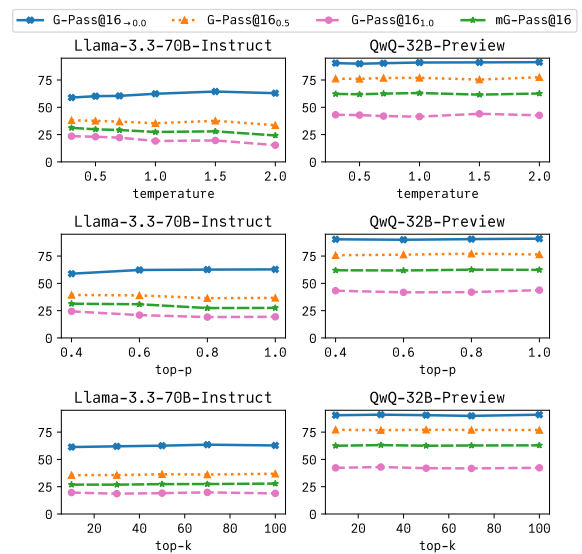 G-Pass@16→0.0 G-Pass@160.5 G-Pass@161.0 mG-Pass@16
Llama-3.3-70B-Instruct QwQ-32B-Preview
75 75
50 50
25 25
0 0
0.5 1.0 1.5 2.0 0.5 1.0 1.5 2.0
temperature temperature
Llama-3.3-70B-Instruct QwQ-32B-Preview
75 75
50 50
25 25
0 0
0.4 0.6 0.8 1.0 0.4 0.6 0.8 1.0
top-p top-p
Llama-3.3-70B-Instruct QwQ-32B-Preview
75 75
50 50
25 25
0 0
20 40 60 80 100 20 40 60 80 100
top-k top-k